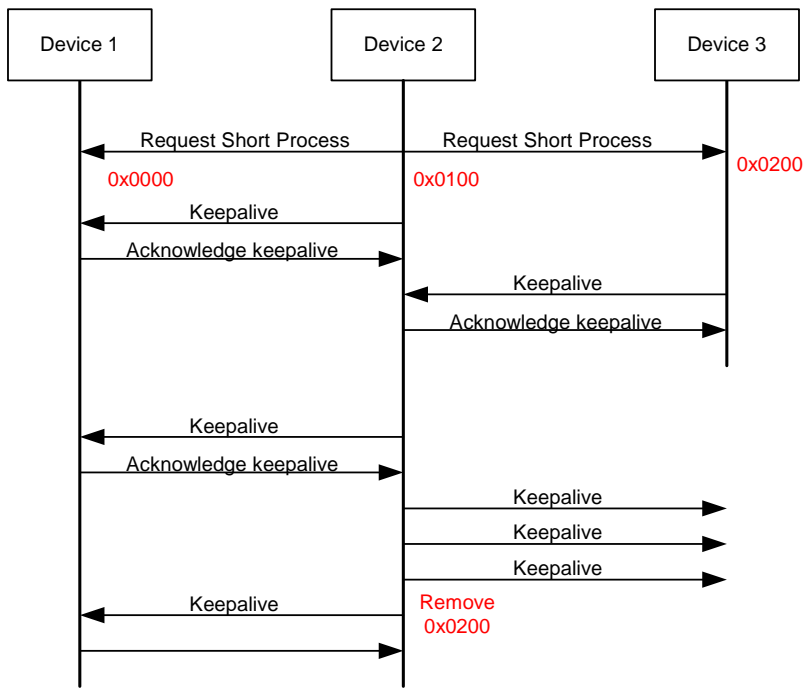 Device 1
Device 2
Device 3
Request Short Process
Request Short Process
0x0000
0x0100
0x0200
Keepalive
Acknowledge keepalive
Keepalive
Acknowledge keepalive
Keepalive
Acknowledge keepalive
Keepalive
Keepalive
Keepalive
Keepalive
Remove
0x0200